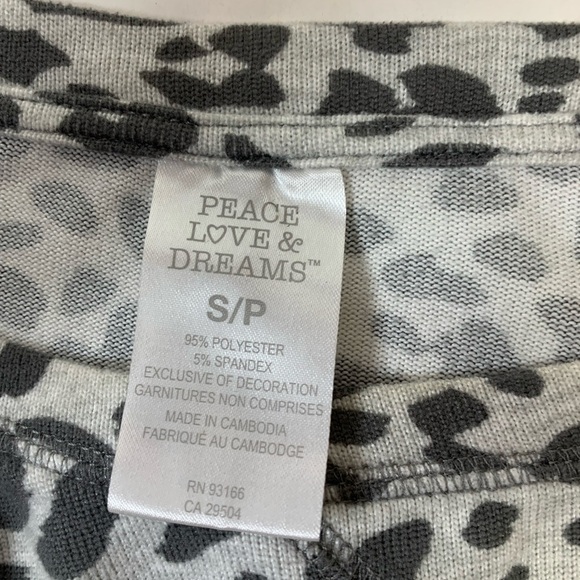 PEACE
LOVE &
DREAMS™
S/P
95% POLYESTER
5% SPANDEX
EXCLUSIVE OF DECORATION
GARNITURES NON COMPRISES
MADE IN CAMBODIA
FABRIQUÉ AU CAMBODGE
RN 93166
CA 29504